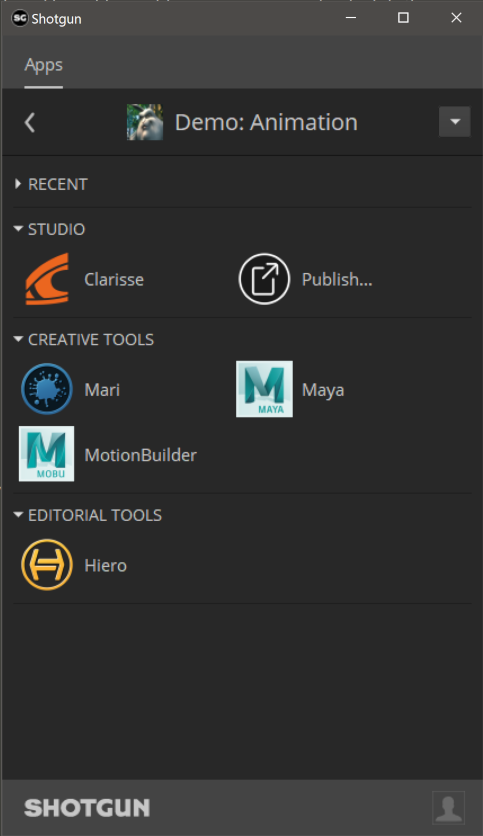 SG Shotgun
Apps
Demo: Animation
RECENT
STUDIO
Clarisse Publish...
CREATIVE TOOLS
Mari MAYA Maya
MOBU MotionBuilder
EDITORIAL TOOLS
Hiero
SHOTGUN